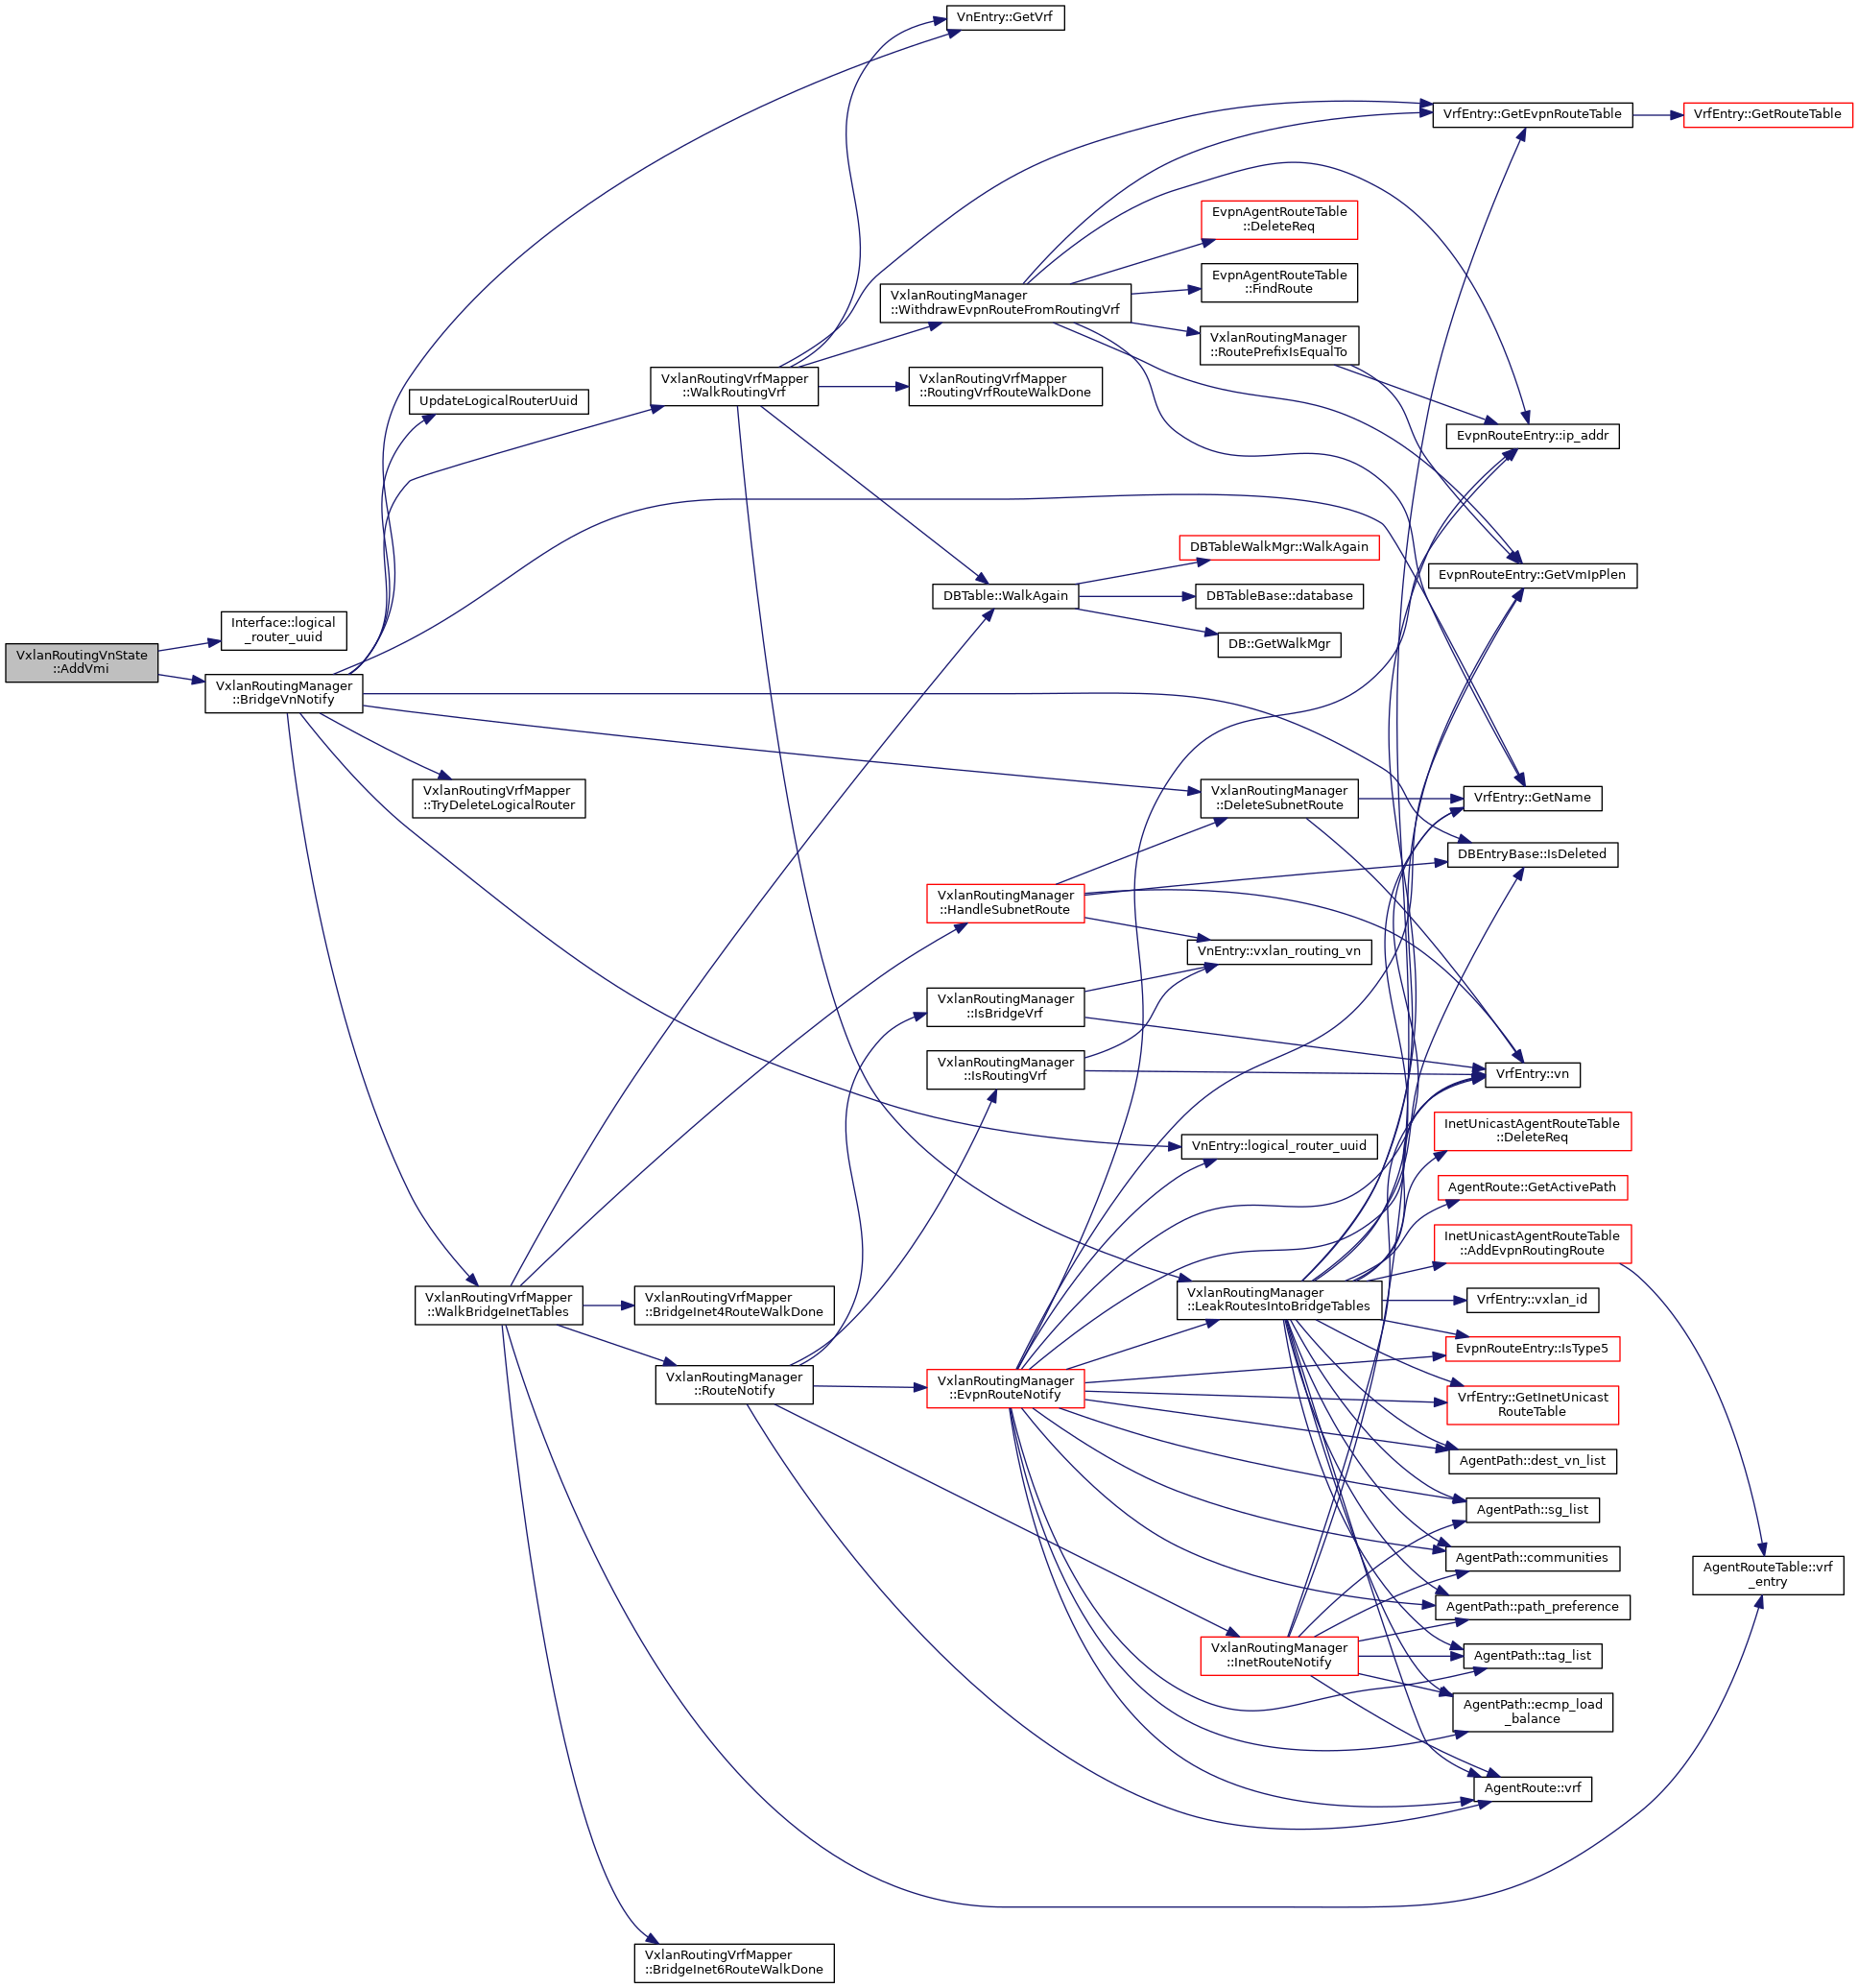 VnEntry::GetVrf
VrfEntry::GetEvpnRouteTable
VrfEntry::GetRouteTable
EvpnAgentRouteTable
::DeleteReq
EvpnAgentRouteTable
::FindRoute
VxlanRoutingManager
::WithdrawEvpnRouteFromRoutingVrf
VxlanRoutingManager
::RoutePrefixIsEqualTo
VxlanRoutingVrfMapper
::WalkRoutingVrf
VxlanRoutingVrfMapper
::RoutingVrfRouteWalkDone
UpdateLogicalRouterUuid
EvpnRouteEntry::ip_addr
DBTableWalkMgr::WalkAgain
EvpnRouteEntry::GetVmIpPlen
DBTable::WalkAgain
DBTableBase::database
DB::GetWalkMgr
Interface::logical
_router_uuid
VxlanRoutingVnState
::AddVmi
VxlanRoutingManager
::BridgeVnNotify
VxlanRoutingVrfMapper
::TryDeleteLogicalRouter
VxlanRoutingManager
::DeleteSubnetRoute
VrfEntry::GetName
DBEntryBase::IsDeleted
VxlanRoutingManager
::HandleSubnetRoute
VnEntry::vxlan_routing_vn
VxlanRoutingManager
::IsBridgeVrf
VxlanRoutingManager
::IsRoutingVrf
VrfEntry::vn
InetUnicastAgentRouteTable
::DeleteReq
VnEntry::logical_router_uuid
AgentRoute::GetActivePath
InetUnicastAgentRouteTable
::AddEvpnRoutingRoute
VxlanRoutingVrfMapper
::WalkBridgeInetTables
VxlanRoutingVrfMapper
::BridgeInet4RouteWalkDone
VxlanRoutingManager
::LeakRoutesIntoBridgeTables
VrfEntry::vxlan_id
EvpnRouteEntry::IsType5
VxlanRoutingManager
::RouteNotify
VxlanRoutingManager
::EvpnRouteNotify
VrfEntry::GetInetUnicast
RouteTable
AgentPath::dest_vn_list
AgentPath::sg_list
AgentPath::communities
AgentRouteTable::vrf
_entry
AgentPath::path_preference
VxlanRoutingManager
::InetRouteNotify
AgentPath::tag_list
AgentPath::ecmp_load
_balance
AgentRoute::vrf
VxlanRoutingVrfMapper
::BridgeInet6RouteWalkDone